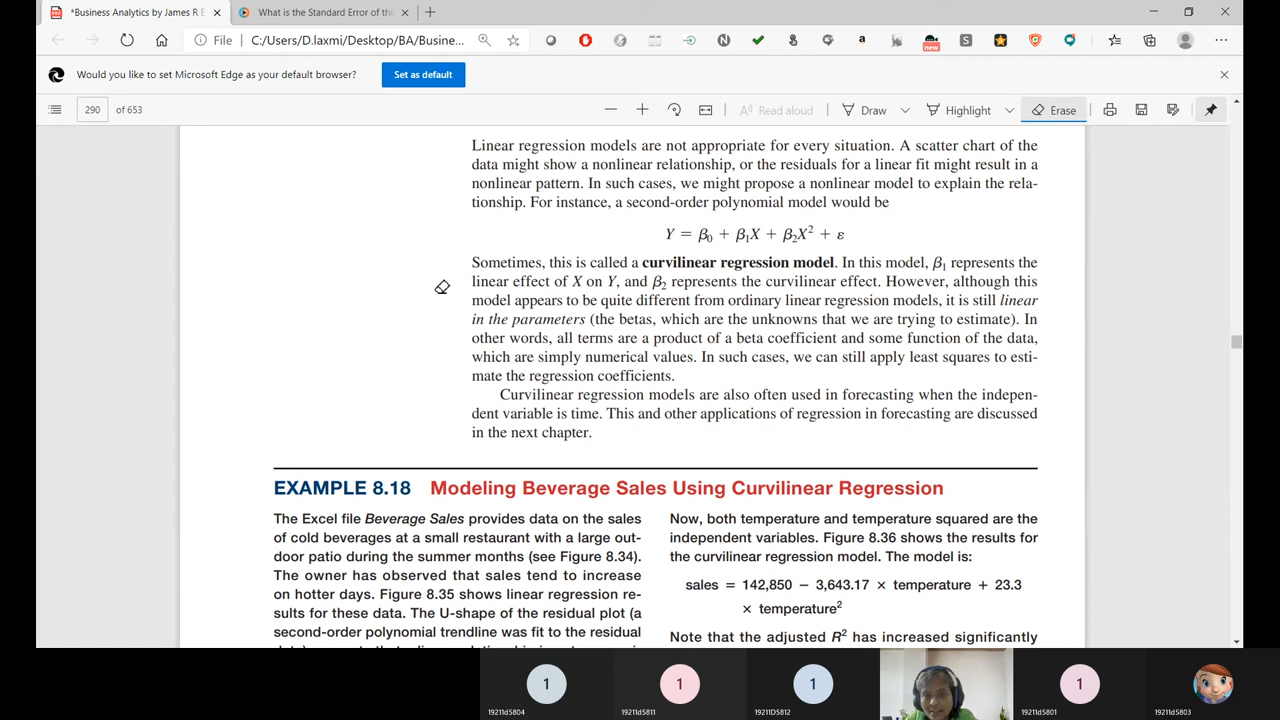 *Business Analytics by James R E
What is the Standard Error of the
File
C:/Users/D.laxmi/Desktop/BA/Busine...
new
Would you like to set Microsoft Edge as your default browser?
Set as default
290 of 653
Read aloud
Draw
Highlight
Erase
Linear regression models are not appropriate for every situation. A scatter chart of the
data might show a nonlinear relationship, or the residuals for a linear fit might result in a
nonlinear pattern. In such cases, we might propose a nonlinear model to explain the rela-
tionship. For instance, a second-order polynomial model would be
Y = β₀ + β₁X + β₂X² + ε
Sometimes, this is called a curvilinear regression model. In this model, β₁ represents the
linear effect of X on Y, and β₂ represents the curvilinear effect. However, although this
model appears to be quite different from ordinary linear regression models, it is still linear
in the parameters (the betas, which are the unknowns that we are trying to estimate). In
other words, all terms are a product of a beta coefficient and some function of the data,
which are simply numerical values. In such cases, we can still apply least squares to esti-
mate the regression coefficients.
Curvilinear regression models are also often used in forecasting when the indepen-
dent variable is time. This and other applications of regression in forecasting are discussed
in the next chapter.
EXAMPLE 8.18 Modeling Beverage Sales Using Curvilinear Regression
The Excel file Beverage Sales provides data on the sales
of cold beverages at a small restaurant with a large out-
door patio during the summer months (see Figure 8.34).
The owner has observed that sales tend to increase
on hotter days. Figure 8.35 shows linear regression re-
sults for these data. The U-shape of the residual plot (a
second-order polynomial trendline was fit to the residual
Now, both temperature and temperature squared are the
independent variables. Figure 8.36 shows the results for
the curvilinear regression model. The model is:
sales = 142,850 − 3,643.17 × temperature + 23.3
× temperature²
Note that the adjusted R² has increased significantly
1
1
1
1
19211d5804
19211d5811
19211D5812
19211d5801
19211d5803